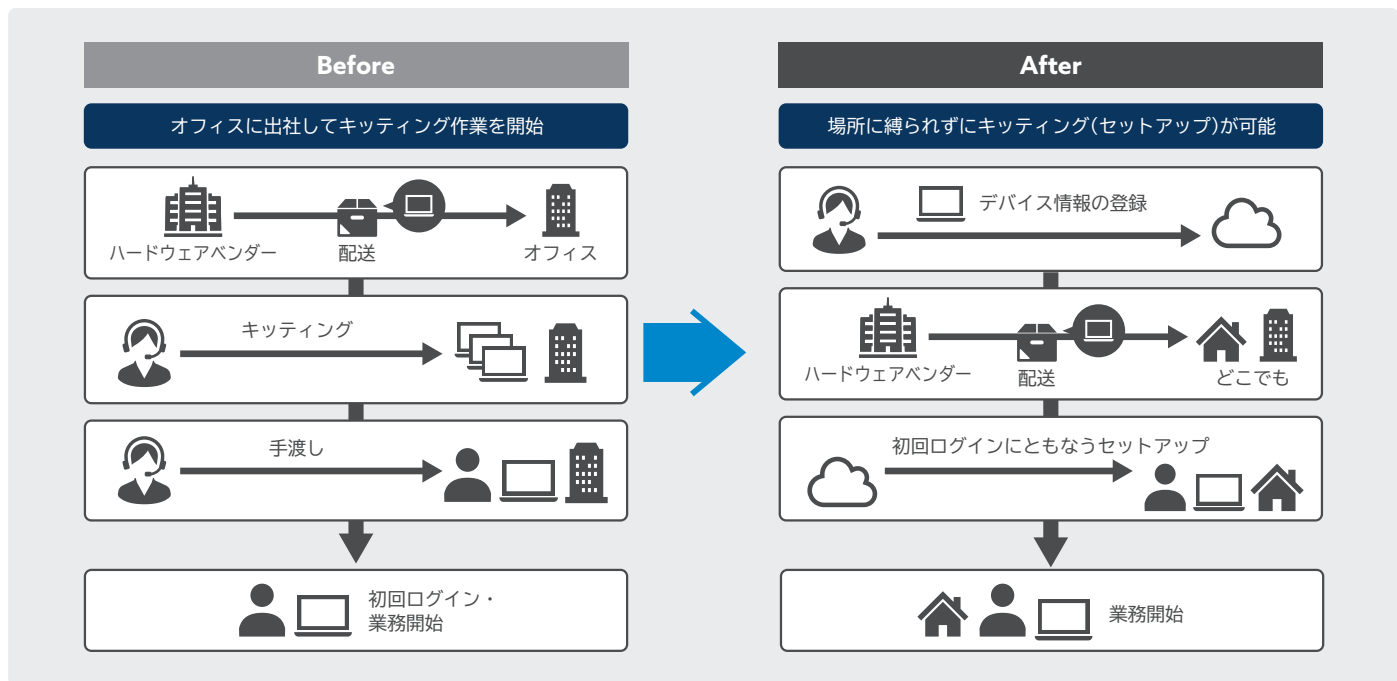 Before
オフィスに出社してキッティング作業を開始
ハードウェアベンダー
配送
オフィス
キッティング
手渡し
初回ログイン・
業務開始
After
場所に縛られずにキッティング(セットアップ)が可能
デバイス情報の登録
ハードウェアベンダー
配送
どこでも
初回ログインにともなうセットアップ
業務開始